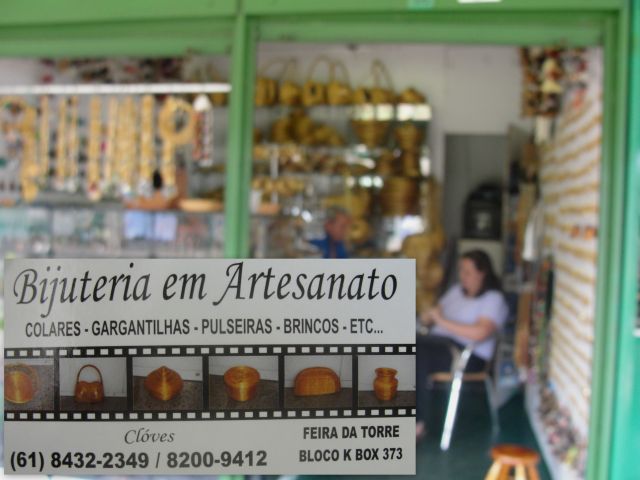 Bijuteria em Artesanato
COLARES - GARGANTILHAS - PULSEIRAS - BRINCOS - ETC...
Clóves
(61) 8432-2349 / 8200-9412
FEIRA DA TORRE
BLOCO K BOX 373